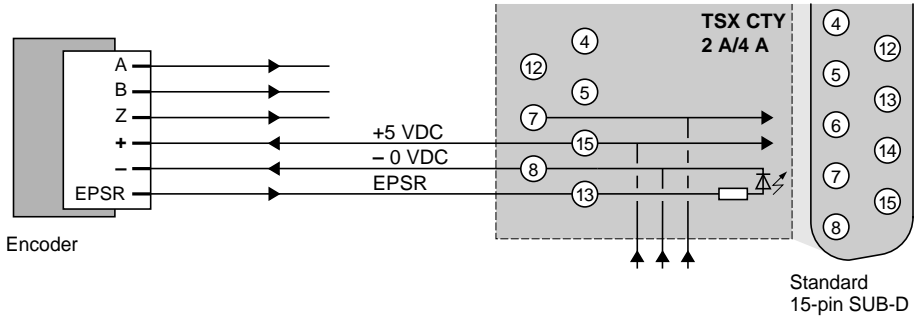 TSX CTY
2 A/4 A
4
4
12
12
A
B
5
5
13
Z
7
6
+
+5 VDC
15
14
–
– 0 VDC
8
7
EPSR
EPSR
13
15
8
Encoder
Standard
15-pin SUB-D